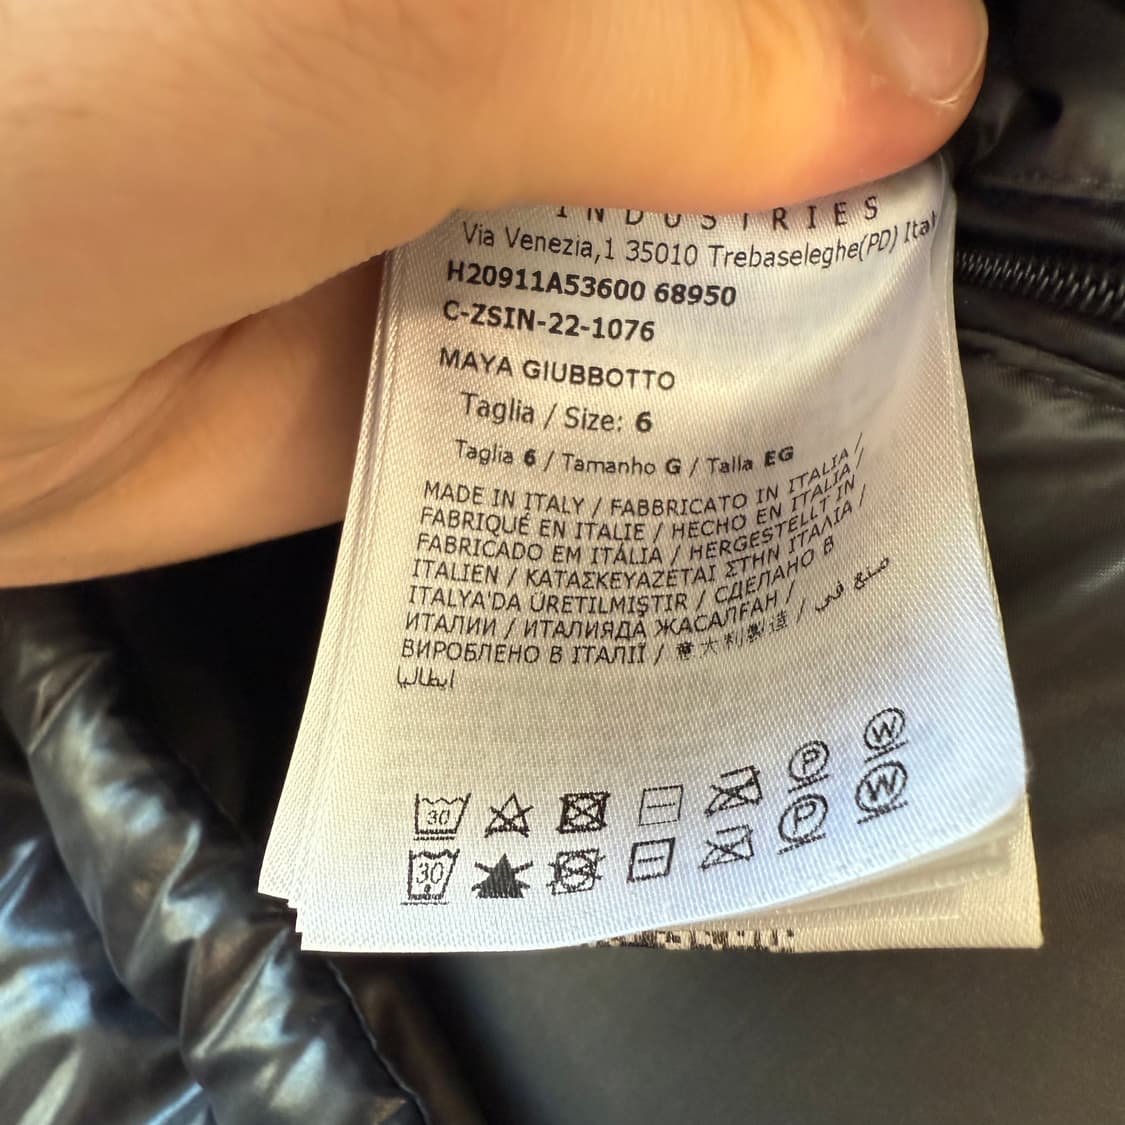 INDUSTRIES
Via Venezia,1 35010 Trebaseleghe(PD) Ital
H20911A53600 68950
C-ZSIN-22-1076
MAYA GIUBBOTTO
Taglia / Size: 6
Taglia 6 / Tamanho G / Talla EG
MADE IN ITALY / FABBRICATO IN ITALIA /
FABRIQUÉ EN ITALIE / HECHO EN ITALIA /
FABRICADO EM ITÁLIA / HERGESTELLT IN
ITALIEN / ΚΑΤΑΣΚΕΥΑΖΕΤΑΙ ΣΤΗΝ ΙΤΑΛΙΑ /
ITALYA'DA ÜRETILMIŞTIR / СДЕЛАНО В
ИТАЛИИ / ИТАЛИЯДА ЖАСАЛҒАН /
ВИРОБЛЕНО В ІТАЛІЇ / 意大利製造 / صنع في
ايطاليا
30 P W
30 P W